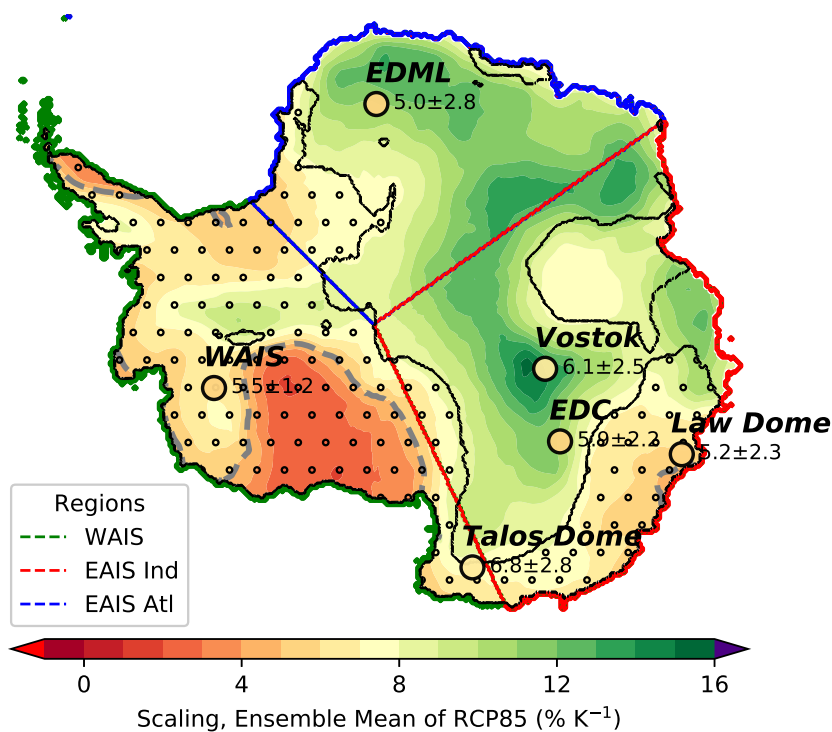 EDML
5.0±2.8
Vostok
6.1±2.5
WAIS
5.5±1.2
EDC
5.9±2.2
Law Dome
5.2±2.3
Talos Dome
6.8±2.8
Regions
WAIS
EAIS Ind
EAIS Atl
0 4 8 12 16
Scaling, Ensemble Mean of RCP85 (% K⁻¹)